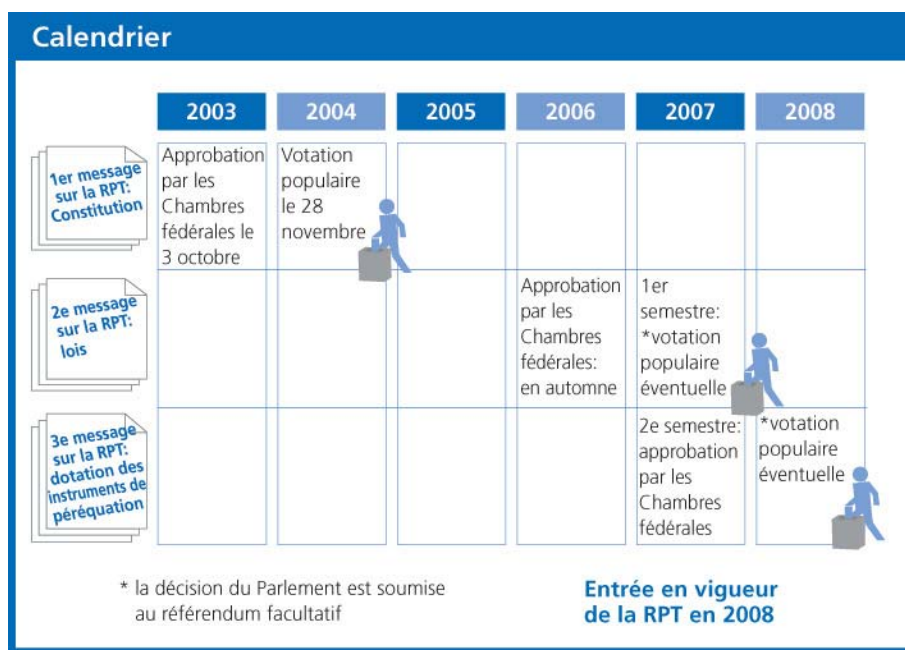 Calendrier
2003
2004
2005
2006
2007
2008
1er message
sur la RPT:
Constitution
Approbation
par les
Chambres
fédérales le
3 octobre
Votation
populaire
le 28
novembre
2e message
sur la RPT:
lois
Approbation
par les
Chambres
fédérales:
en automne
1er
semestre:
*votation
populaire
éventuelle
3e message
sur la RPT:
dotation des
instruments de
péréquation
2e semestre:
approbation
par les
Chambres
fédérales
*votation
populaire
éventuelle
* la décision du Parlement est soumise
au référendum facultatif
Entrée en vigueur
de la RPT en 2008